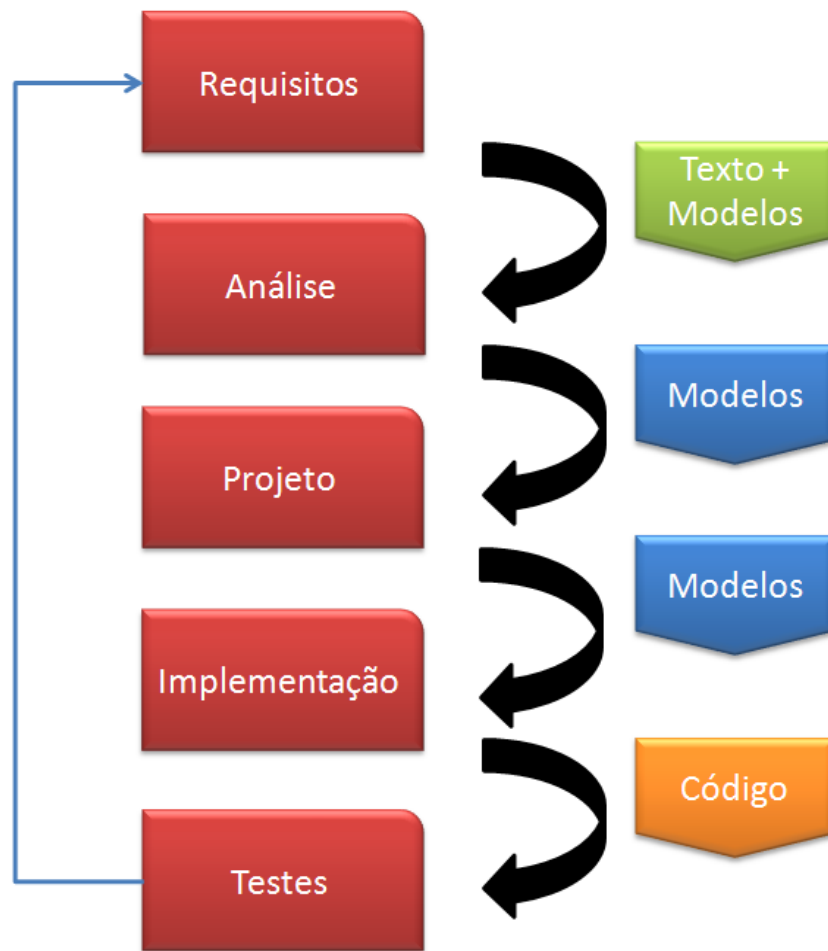 Requisitos
Texto +
Modelos
Análise
Modelos
Projeto
Modelos
Implementação
Código
Testes